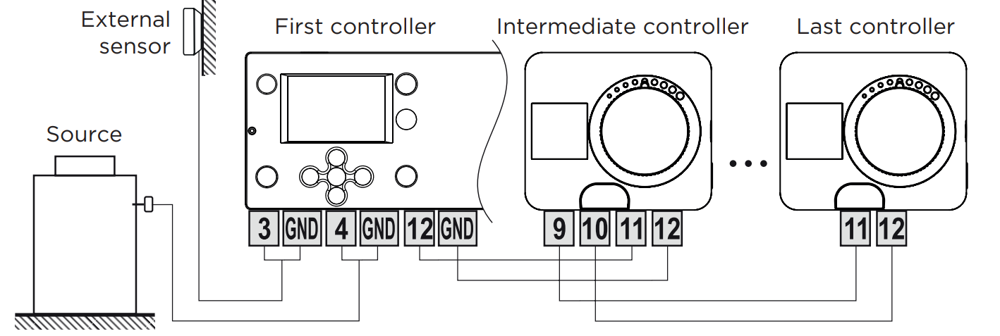 External
sensor
First controller
Intermediate controller
Last controller
Source
3 GND 4 GND 12 GND
9 10 11 12
11 12